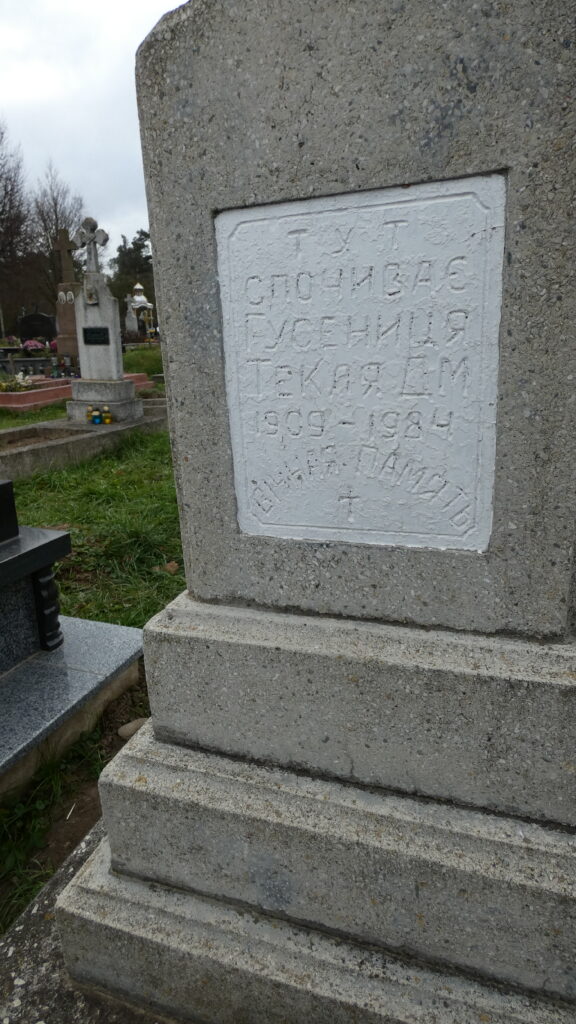 ТУТ
СПОЧИВАЄ
ГУСЕНИЦЯ
ТЕКЛЯ ДМ
1909 - 1984
ВІЧНАЯ ПАМЯТЬ